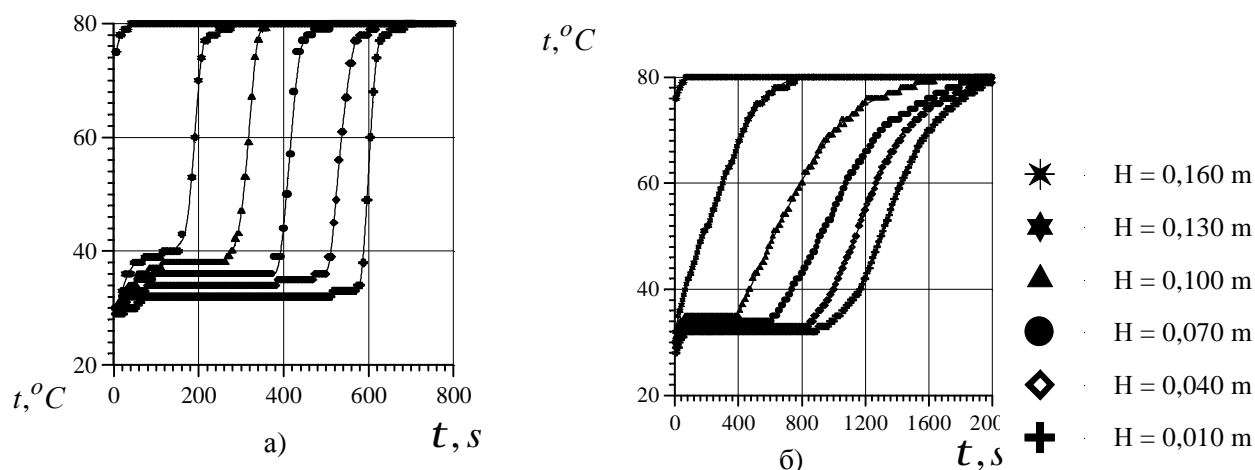 80
60
40
20
t,°C
0 200 400 600 800
t, s
a)
t,°C
80
60
40
20
0 400 800 1200 1600 2000
t, s
б)
H = 0,160 m
H = 0,130 m
H = 0,100 m
H = 0,070 m
H = 0,040 m
H = 0,010 m